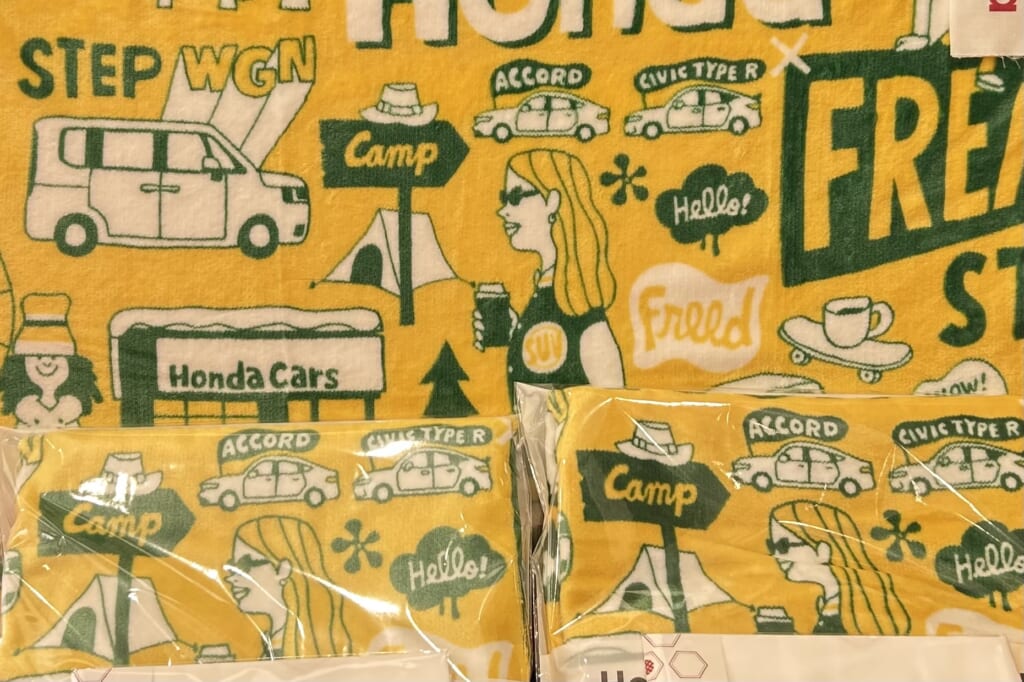 Honda
STEP WGN
ACCORD
CIVIC TYPE R
Camp
Hello!
Freed
SUV
Honda Cars
ACCORD
CIVIC TYPE R
Camp
Hello!
ACCORD
CIVIC TYPE R
Camp
Hello